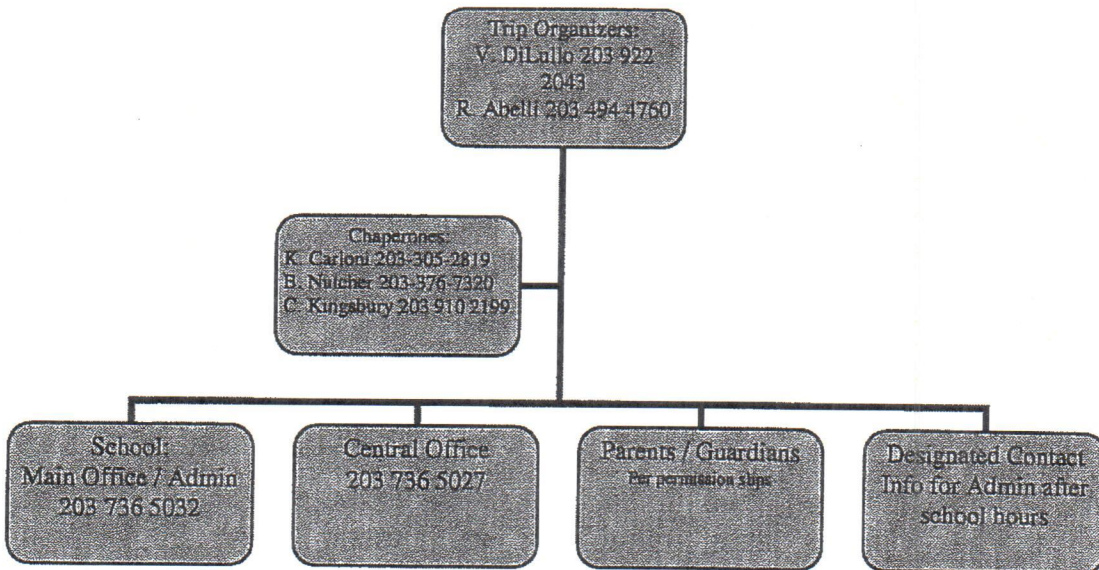 Trip Organizers:
V. DiLullo 203 922
2043
R. Abelli 203 494 4760
Chaperones:
K. Carloni 203-305-2819
E. Nulcher 203-376-7320
C. Kingsbury 203 910 2199
School:
Main Office / Admin
203 736 5032
Central Office
203 736 5027
Parents / Guardians
Per permission slips
Designated Contact
Info for Admin after
school hours